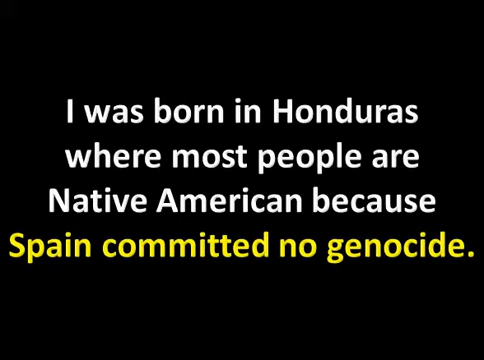 I was born in Honduras
where most people are
Native American because
Spain committed no genocide.